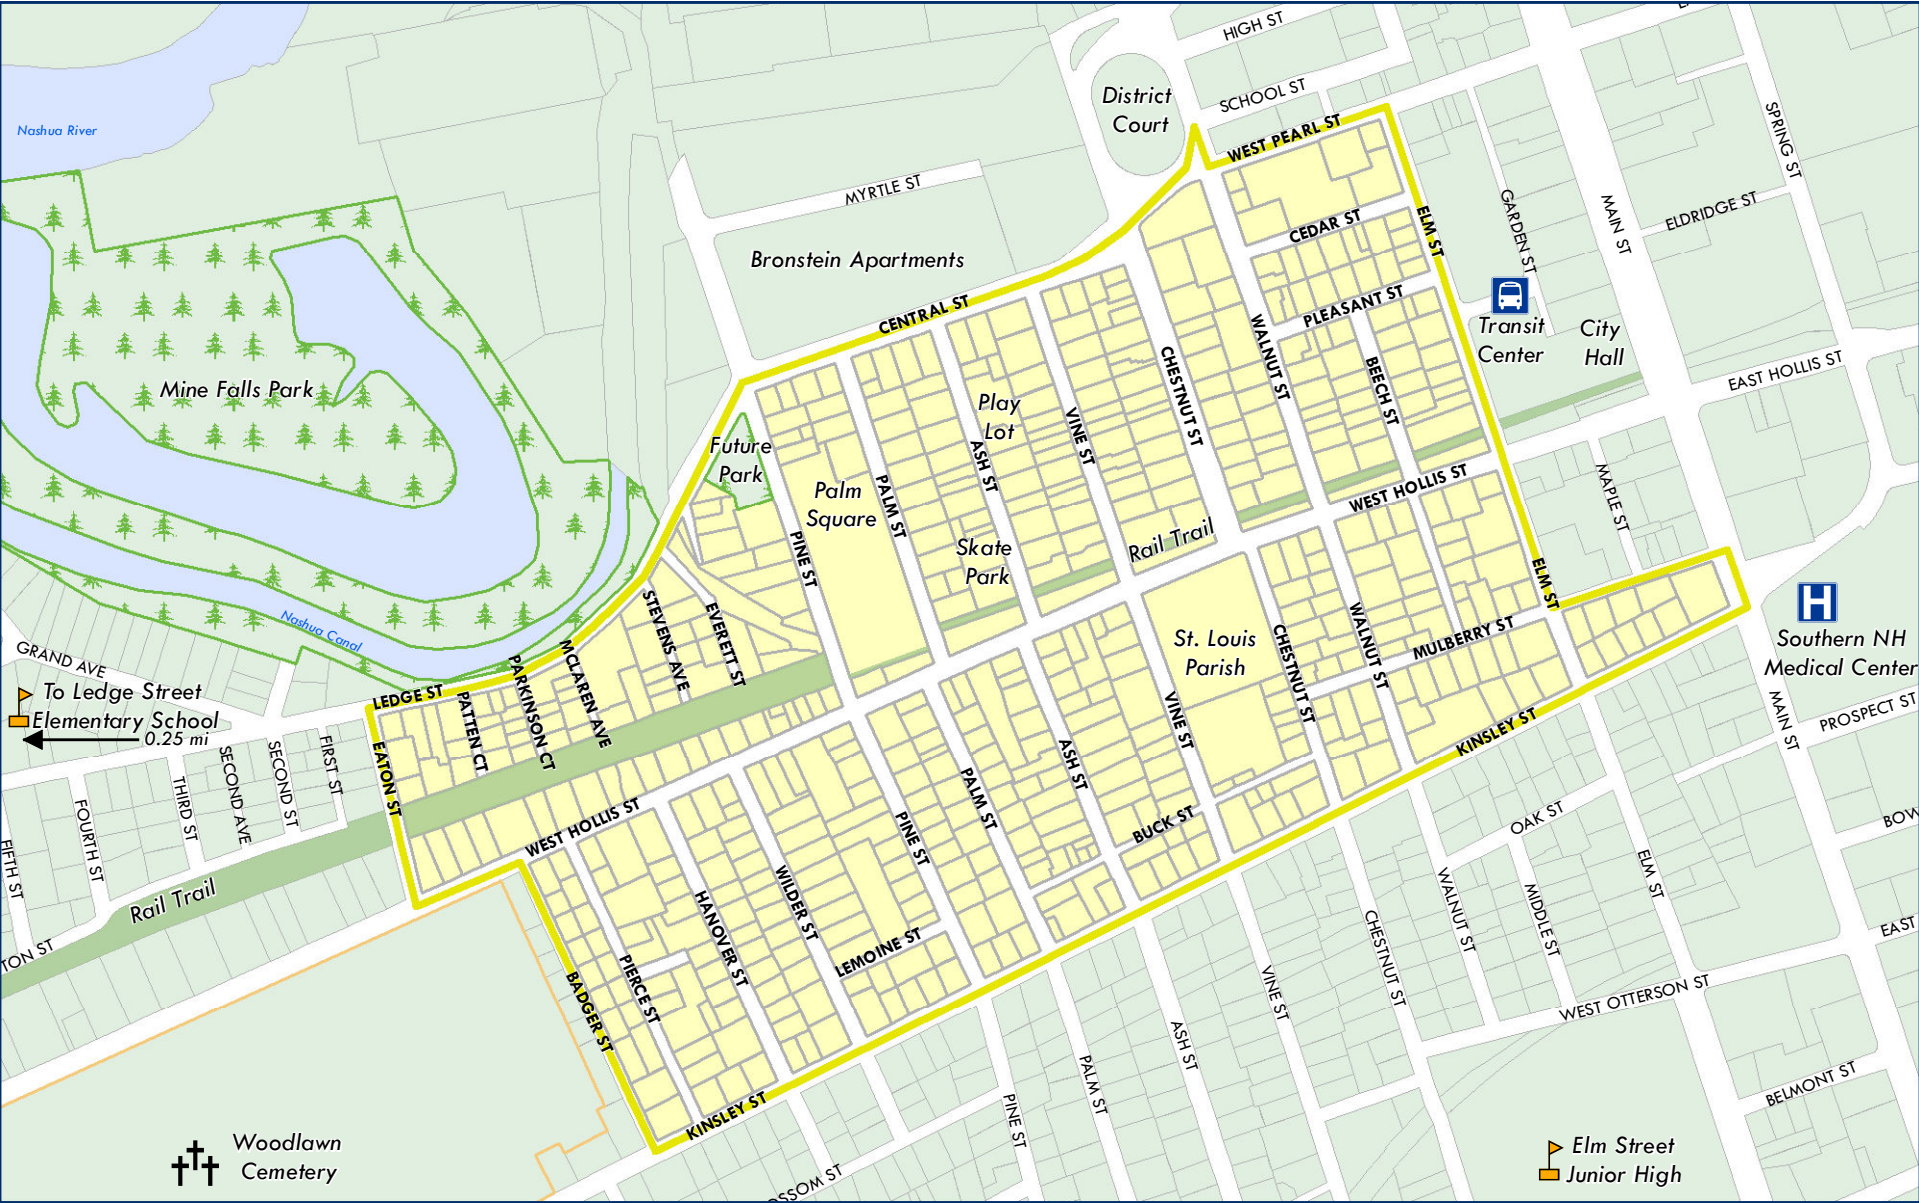 HIGH ST
SCHOOL ST
District
Court
WEST PEARL ST
Nashua River
SPRING ST
MYRTLE ST
GARDEN ST
MAIN ST
ELDRIDGE ST
CEDAR ST
ELM ST
Bronstein Apartments
CENTRAL ST
PLEASANT ST
Transit
Center
City
Hall
WALNUT ST
CHESTNUT ST
BEECH ST
EAST HOLLIS ST
Mine Falls Park
Play
Lot
VINE ST
Future
Park
ASH ST
Palm
Square
PALM ST
WEST HOLLIS ST
MAPLE ST
Rail Trail
Skate
Park
PINE ST
ELM ST
Southern NH
Medical Center
Nashua Canal
STEVENS AVE
EVERETT ST
MCLAREN AVE
PARKINSON CT
PATTEN CT
LEDGE ST
GRAND AVE
To Ledge Street
Elementary School
0.25 mi
St. Louis
Parish
CHESTNUT ST
WALNUT ST
MULBERRY ST
VINE ST
KINSLEY ST
MAIN ST
PROSPECT ST
EATON ST
FIRST ST
SECOND ST
SECOND AVE
THIRD ST
FOURTH ST
FIFTH ST
ASH ST
PALM ST
WEST HOLLIS ST
PINE ST
BUCK ST
OAK ST
BOW
Rail Trail
TON ST
WILDER ST
HANOVER ST
LEMOINE ST
PIERCE ST
BADGER ST
ELM ST
WALNUT ST
MIDDLE ST
CHESTNUT ST
EAST
VINE ST
WEST OTTERSON ST
ASH ST
PALM ST
PINE ST
BELMONT ST
KINSLEY ST
Woodlawn
Cemetery
OSSOM ST
Elm Street
Junior High